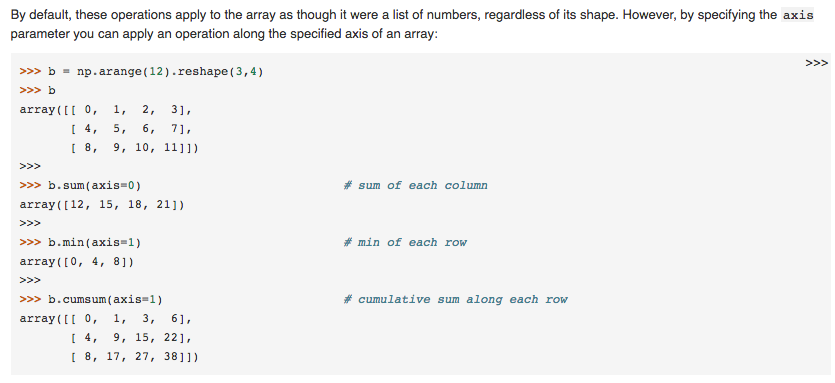 By default, these operations apply to the array as though it were a list of numbers, regardless of its shape. However, by specifying the axis
parameter you can apply an operation along the specified axis of an array:
>>>
>>> b = np.arange(12).reshape(3,4)
>>> b
array([[ 0,  1,  2,  3],
       [ 4,  5,  6,  7],
       [ 8,  9, 10, 11]])
>>>
>>> b.sum(axis=0)                            # sum of each column
array([12, 15, 18, 21])
>>>
>>> b.min(axis=1)                            # min of each row
array([0, 4, 8])
>>>
>>> b.cumsum(axis=1)                         # cumulative sum along each row
array([[ 0,  1,  3,  6],
       [ 4,  9, 15, 22],
       [ 8, 17, 27, 38]])